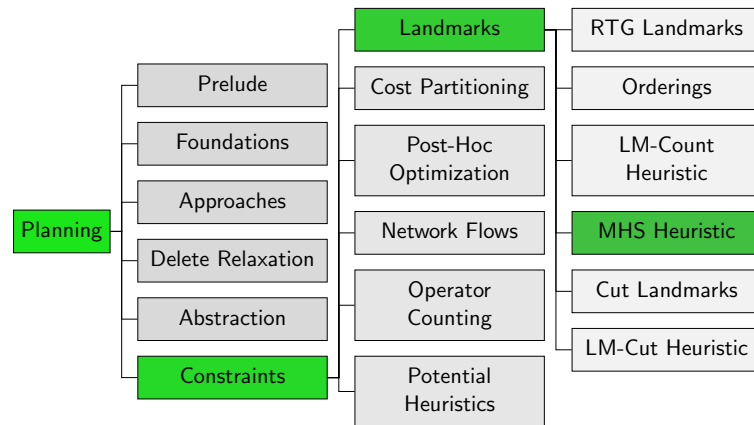 Planning
Prelude
Foundations
Approaches
Delete Relaxation
Abstraction
Constraints
Landmarks
Cost Partitioning
Post-Hoc
Optimization
Network Flows
Operator
Counting
Potential
Heuristics
RTG Landmarks
Orderings
LM-Count
Heuristic
MHS Heuristic
Cut Landmarks
LM-Cut Heuristic